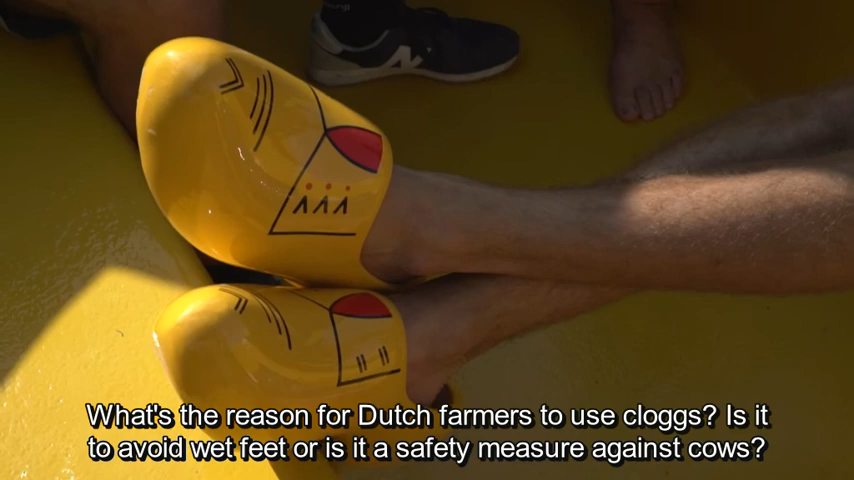 What's the reason for Dutch farmers to use cloggs? Is it
to avoid wet feet or is it a safety measure against cows?